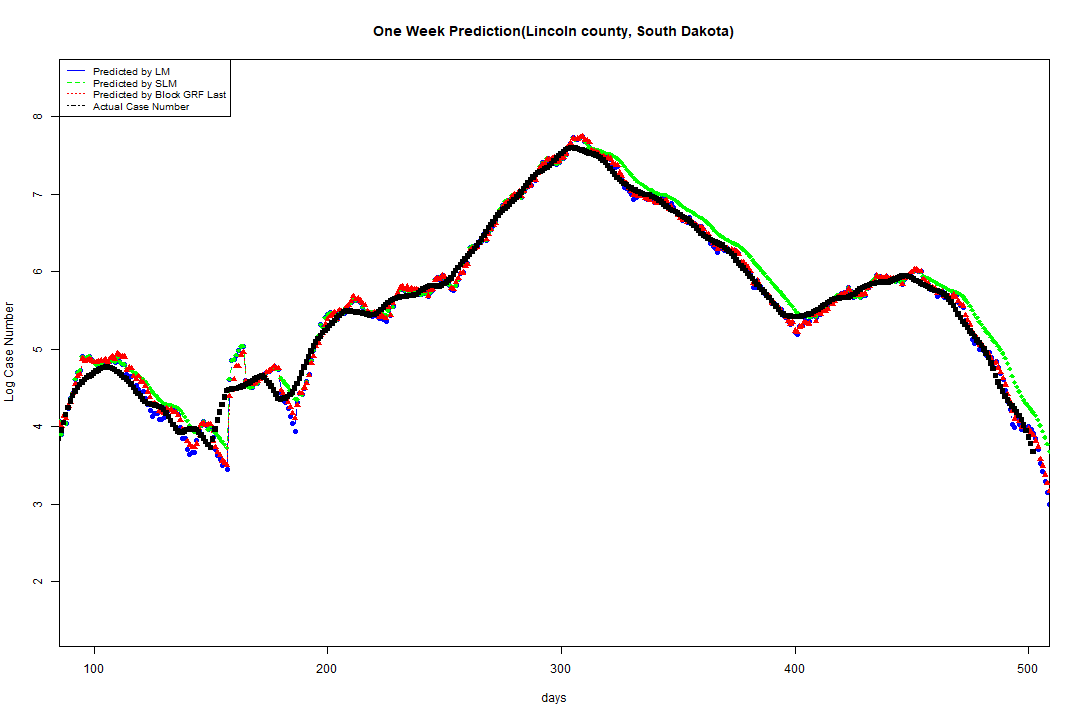 One Week Prediction(Lincoln county, South Dakota)
Predicted by LM
Predicted by SLM
Predicted by Block GRF Last
Actual Case Number
8
7
6
5
4
3
2
Log Case Number
100 200 300 400 500
days